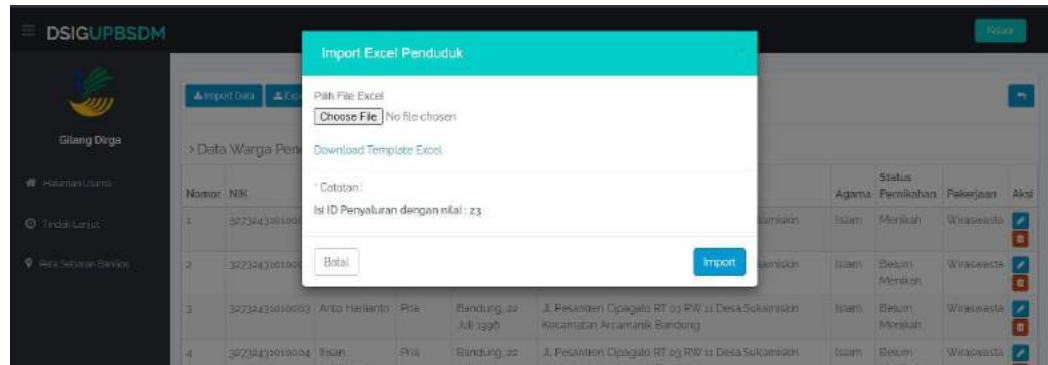 DSIGUPBSDM
Keluar
Import Excel Penduduk
Import Data
Pilih File Excel
Choose File No file chosen
Download Template Excel
* Catatan :
Isi ID Penyaluran dengan nilai : 23
Batal
Import
Gilang Dirga
Halaman Utama
Tindak Lanjut
Peta Sebaran Bansos
> Data Warga Pen
Nomor NIK Agama Status Pernikahan Pekerjaan Aksi
1 Islam Menikah Wiraswasta
2 Islam Belum Menikah Wiraswasta
3 Anto Harlianto Pria Bandung, 22 Juli 1996 Jl. Pesantren Cipagalo RT 03 RW 11 Desa Sukamiskin Kecamatan Arcamanik Bandung Islam Belum Menikah Wiraswasta
4 Ihsan Pria Bandung, 22 Jl. Pesantren Cipagalo RT 03 RW 11 Desa Sukamiskin Islam Belum Wiraswasta